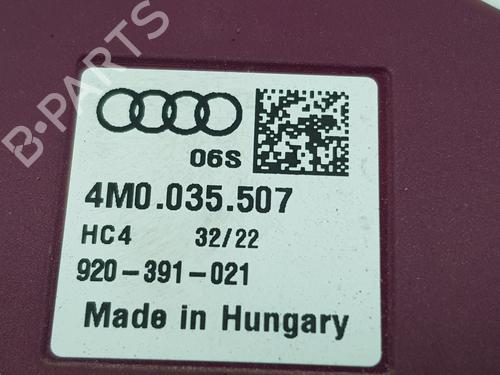 B-PARTS
06S
4M0.035.507
HC4 32/22
920-391-021
Made in Hungary